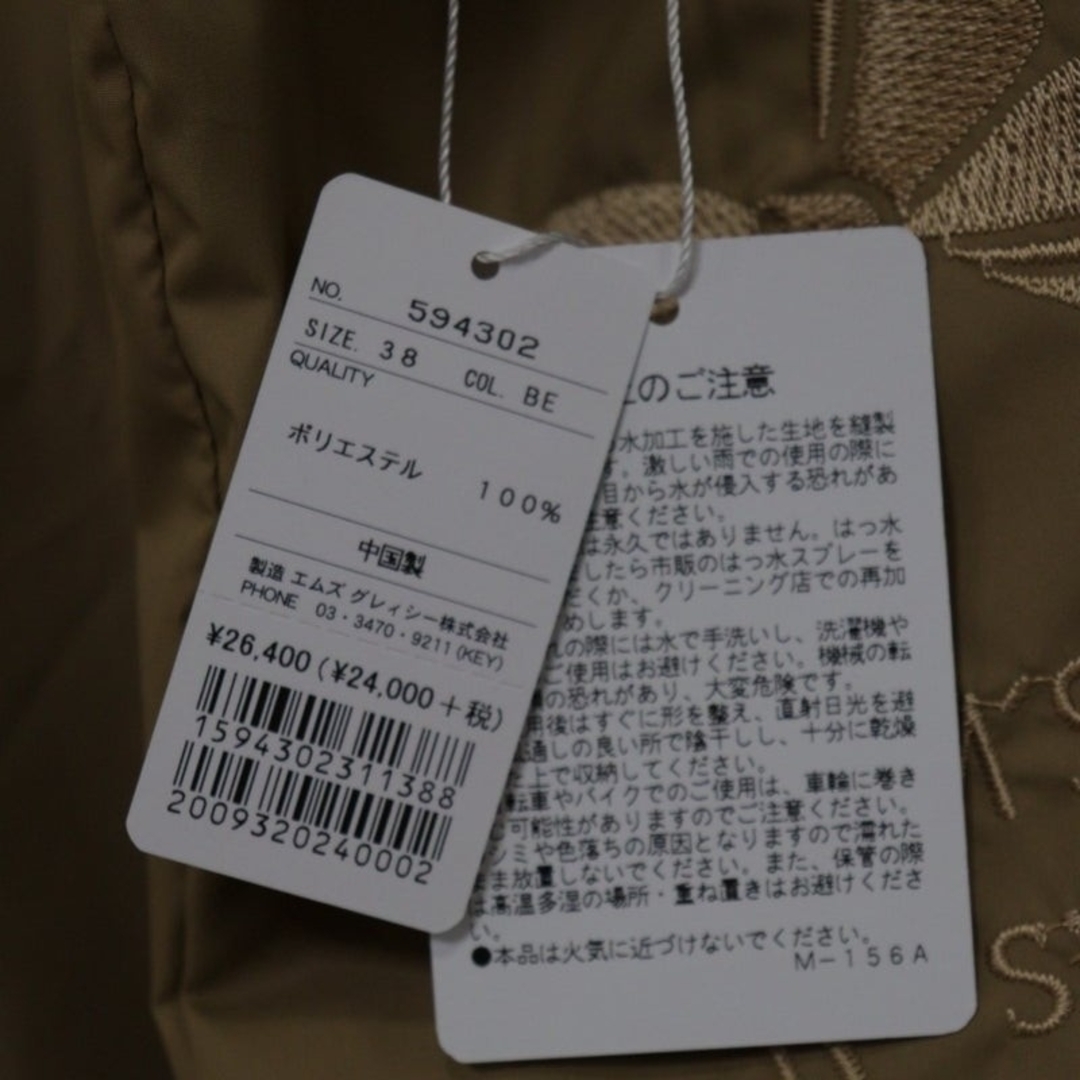 NO. 594302
SIZE. 38 COL. BE
QUALITY
ポリエステル 100%
中国製
製造 エムズ グレィシー株式会社
PHONE 03・3470・9211 (KEY)
¥26,400 (¥24,000+税)
1594302311388
2009320240002
のご注意
水加工を施した生地を縫製
す。激しい雨での使用の際に
目から水が侵入する恐れがあ
注意ください。
は永久ではありません。はっ水
したら市販のはっ水スプレーを
だくか、クリーニング店での再加
めします。
れの際には水で手洗いし、洗濯機や
ご使用はお避けください。機械の転
の恐れがあり、大変危険です。
用後はすぐに形を整え、直射日光を避
通しの良い所で陰干しし、十分に乾燥
上で収納してください。
転車やバイクでのご使用は、車輪に巻き
可能性がありますのでご注意ください。
シミや色落ちの原因となりますので濡れた
まま放置しないでください。また、保管の際
は高温多湿の場所・重ね置きはお避けくださ
い。
●本品は火気に近づけないでください。
M-156A